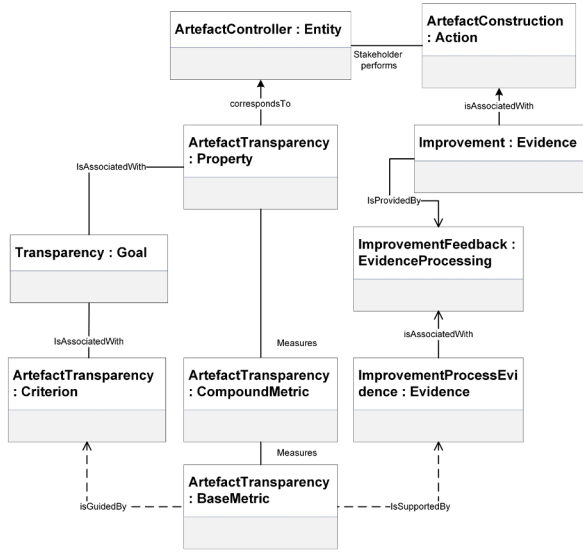 ArtefactController : Entity
ArtefactConstruction
: Action
Stakeholder
performs
correspondsTo
isAssociatedWith
ArtefactTransparency
: Property
Improvement : Evidence
IsAssociatedWith
IsProvidedBy
Transparency : Goal
ImprovementFeedback :
EvidenceProcessing
IsAssociatedWith
Measures
isAssociatedWith
ArtefactTransparency
: Criterion
ArtefactTransparency
: CompoundMetric
ImprovementProcessEvi
dence : Evidence
Measures
ArtefactTransparency
: BaseMetric
isGuidedBy
IsSupportedBy